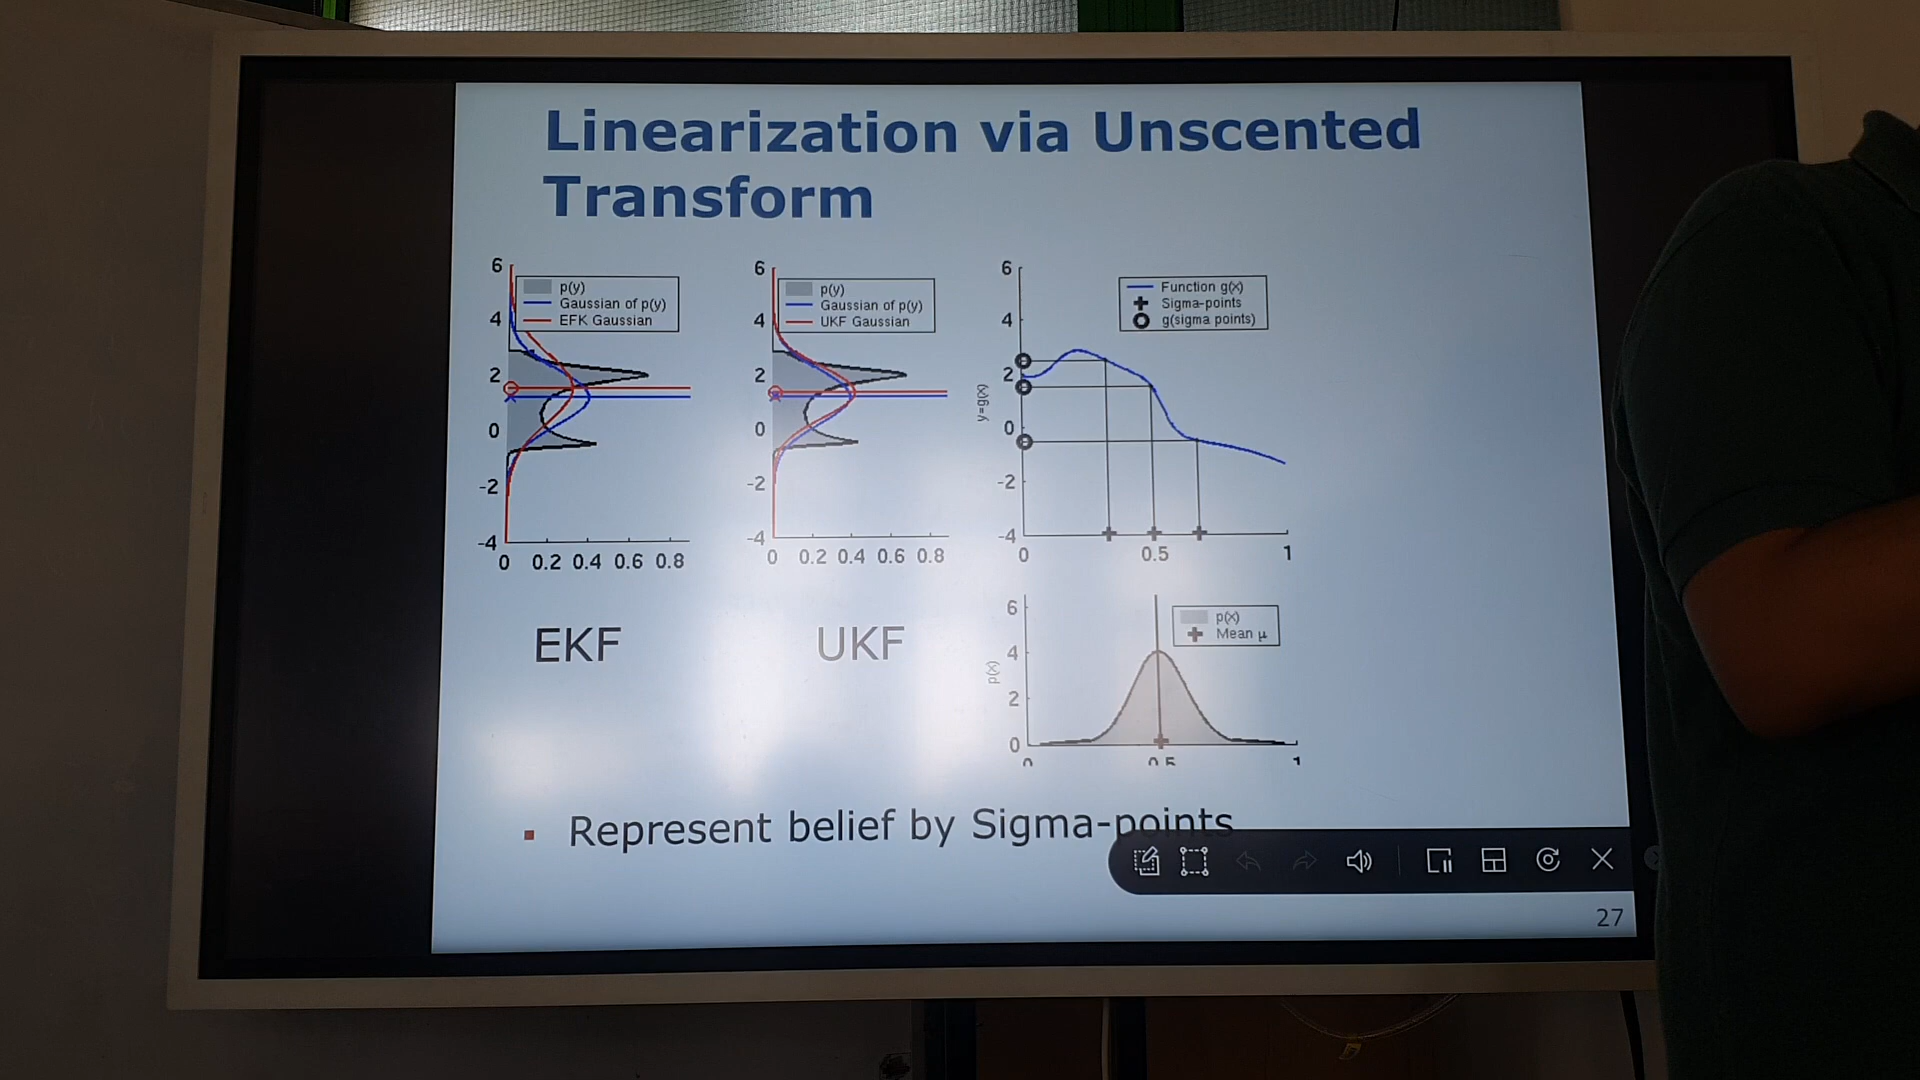 Linearization via Unscented
Transform
6
4
2
0
-2
-4
0 0.2 0.4 0.6 0.8
p(y)
Gaussian of p(y)
EFK Gaussian
EKF
6
4
2
0
-2
-4
0 0.2 0.4 0.6 0.8
p(y)
Gaussian of p(y)
UKF Gaussian
UKF
6
4
2
0
-2
-4
y=g(x)
0 0.5 1
Function g(x)
Sigma-points
g(sigma points)
6
4
2
0
p(x)
0 0.5 1
p(x)
Mean μ
▪ Represent belief by Sigma-points
27